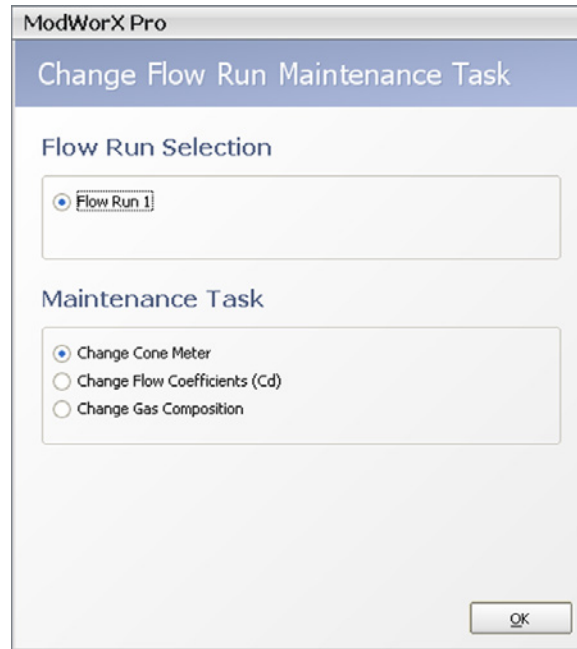 ModWorX Pro
Change Flow Run Maintenance Task
Flow Run Selection
Flow Run 1
Maintenance Task
Change Cone Meter
Change Flow Coefficients (Cd)
Change Gas Composition
OK